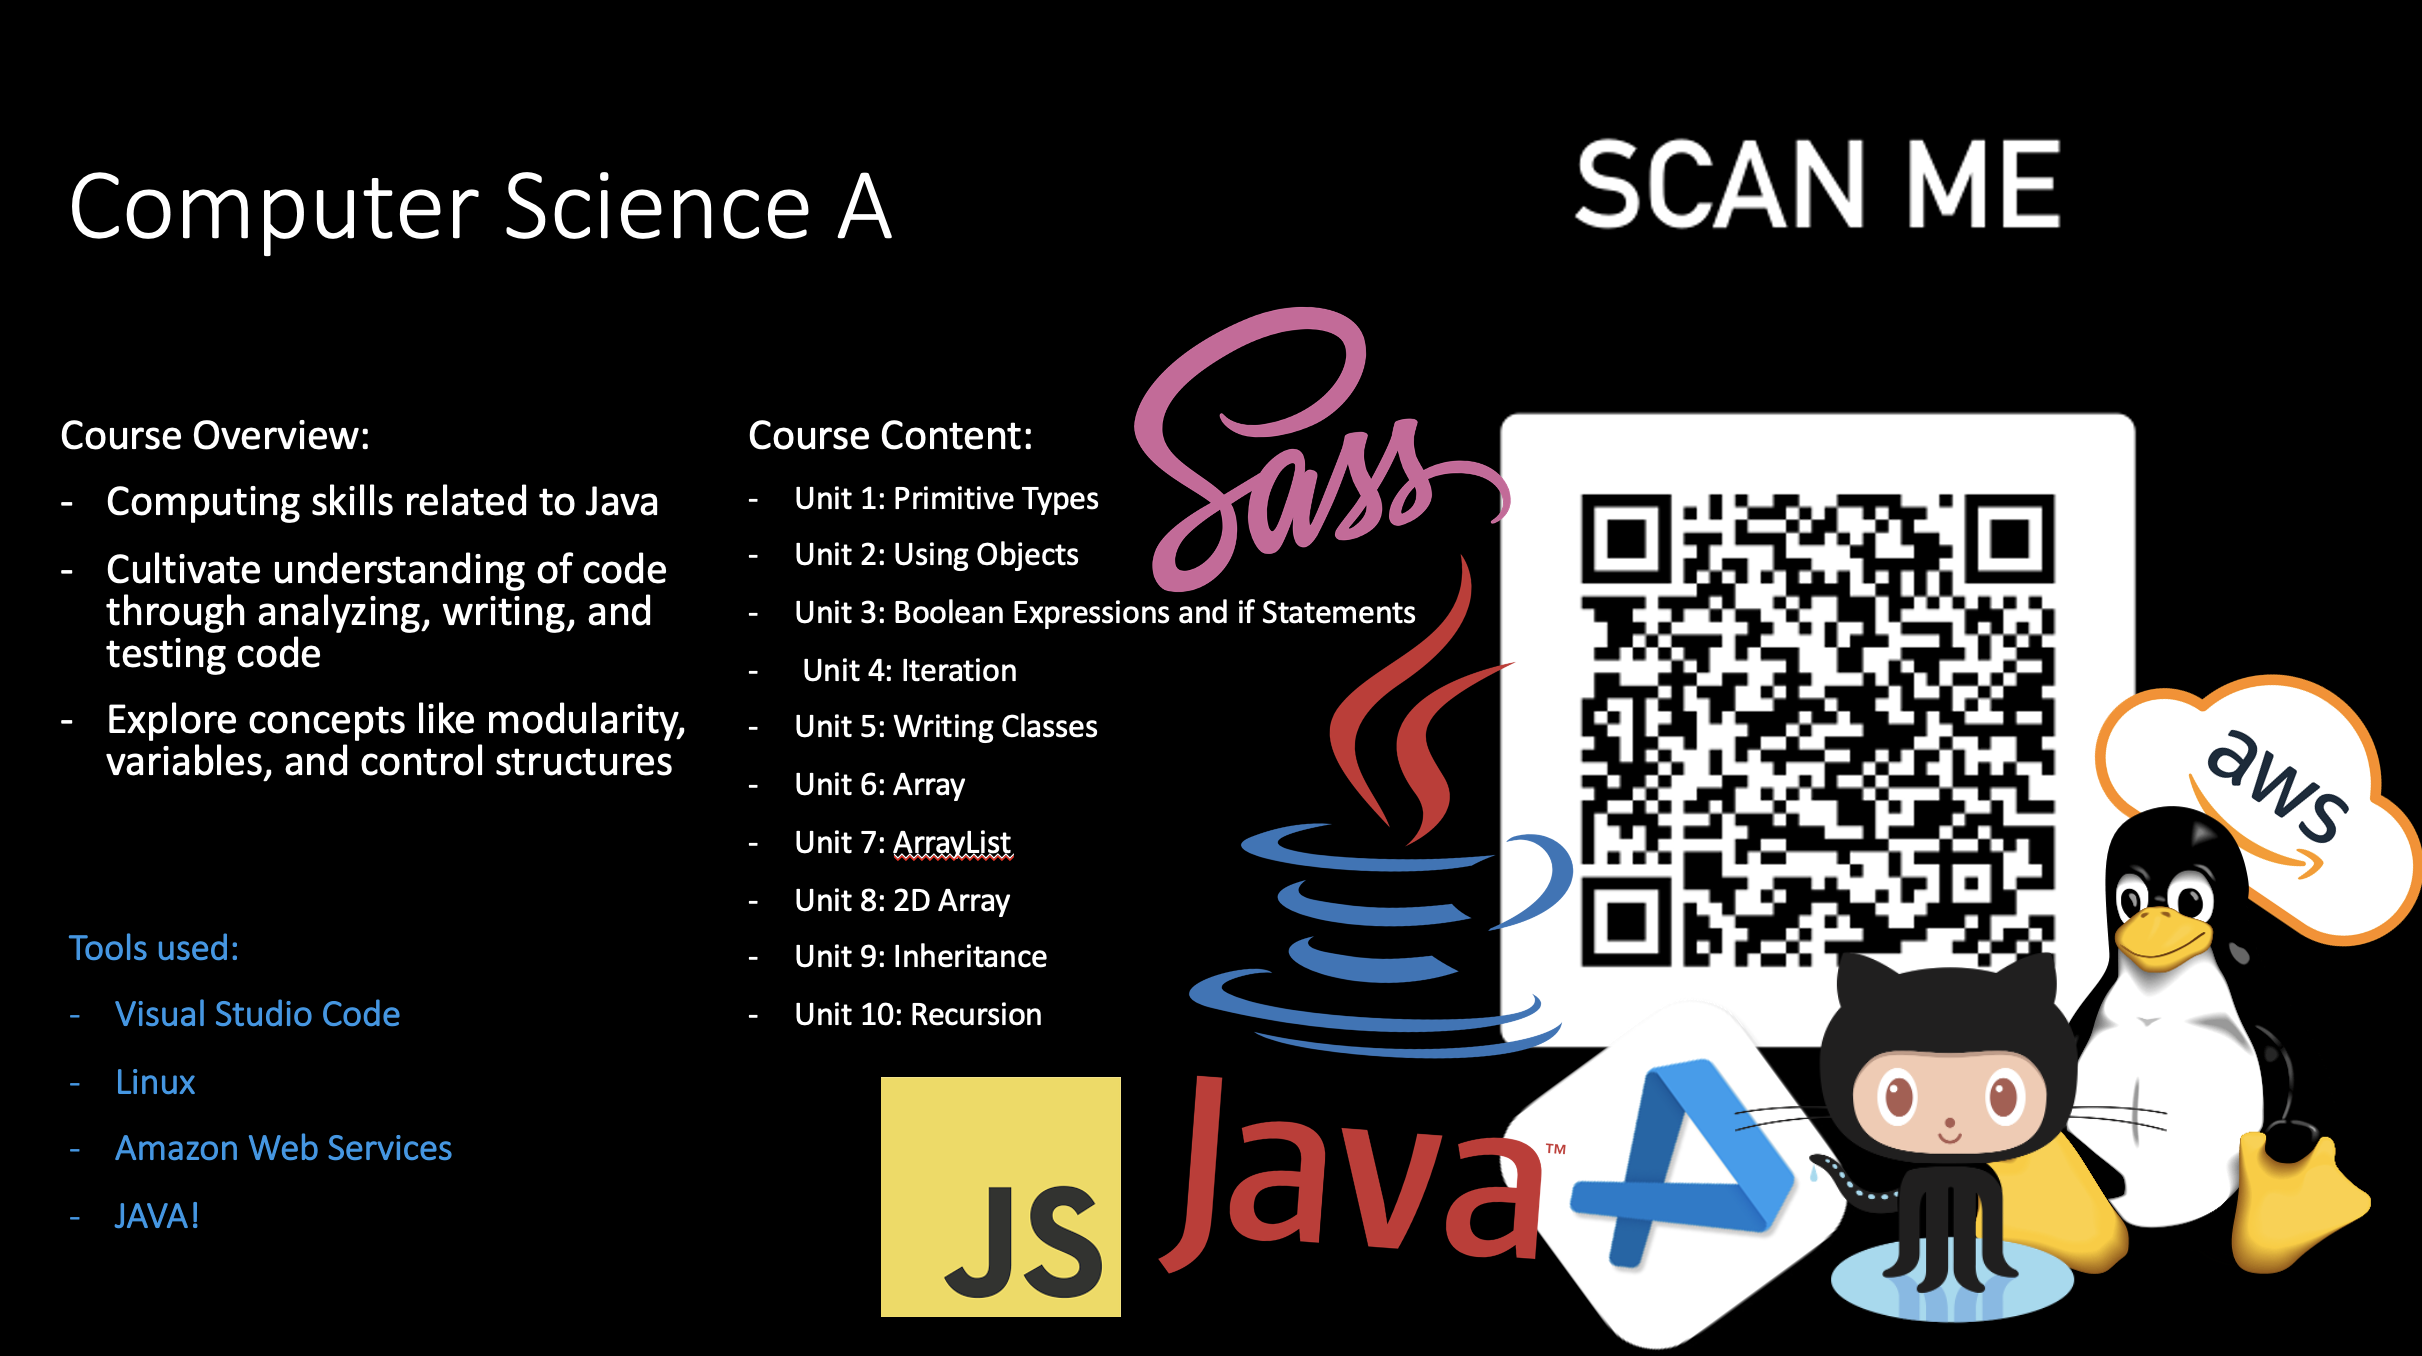 Computer Science A
SCAN ME
Course Overview:
- Computing skills related to Java
- Cultivate understanding of code
through analyzing, writing, and
testing code
- Explore concepts like modularity,
variables, and control structures
Tools used:
- Visual Studio Code
- Linux
- Amazon Web Services
- JAVA!
Course Content:
- Unit 1: Primitive Types
- Unit 2: Using Objects
- Unit 3: Boolean Expressions and if Statements
- Unit 4: Iteration
- Unit 5: Writing Classes
- Unit 6: Array
- Unit 7: ArrayList
- Unit 8: 2D Array
- Unit 9: Inheritance
- Unit 10: Recursion
Sass
aws
JS
Java™